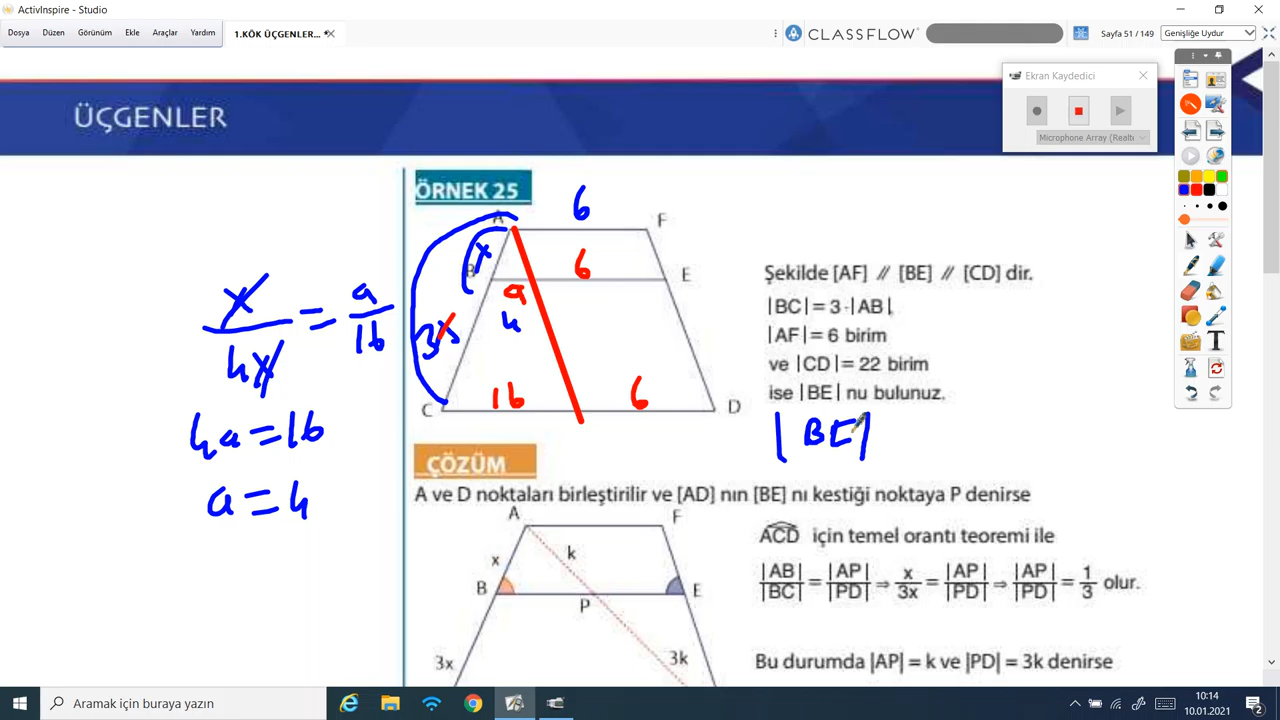 ActivInspire - Studio
Dosya Düzen Görünüm Ekle Araçlar Yardım
1.KÖK ÜÇGENLER...*
CLASSFLOW
Sayfa 51 / 149
Genişliğe Uydur
Ekran Kaydedici
Microphone Array (Realte
ÜÇGENLER
ÖRNEK 25
A 6 F
x
B 6 E
a
4
3x
C 16 6 D
x/4x = a/16
4a = 16
a = 4
Şekilde [AF] // [BE] // [CD] dir.
|BC| = 3 · |AB|,
|AF| = 6 birim
ve |CD| = 22 birim
ise |BE| nu bulunuz.
|BE|
ÇÖZÜM
A ve D noktaları birleştirilir ve [AD] nın [BE] nı kestiği noktaya P denirse
A F
x k
B P E
3x 3k
ACD için temel orantı teoremi ile
|AB|/|BC| = |AP|/|PD| ⇒ x/3x = |AP|/|PD| ⇒ |AP|/|PD| = 1/3 olur.
Bu durumda |AP| = k ve |PD| = 3k denirse
Aramak için buraya yazın
10:14
10.01.2021
2